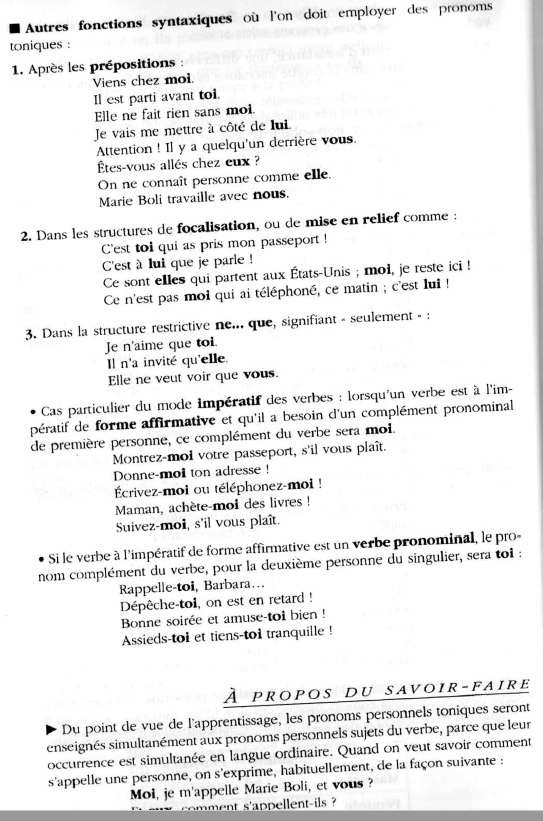 ■ Autres fonctions syntaxiques où l'on doit employer des pronoms
toniques :
1. Après les prépositions :
Viens chez moi.
Il est parti avant toi.
Elle ne fait rien sans moi.
Je vais me mettre à côté de lui.
Attention ! Il y a quelqu'un derrière vous.
Êtes-vous allés chez eux ?
On ne connaît personne comme elle.
Marie Boli travaille avec nous.
2. Dans les structures de focalisation, ou de mise en relief comme :
C'est toi qui as pris mon passeport !
C'est à lui que je parle !
Ce sont elles qui partent aux États-Unis ; moi, je reste ici !
Ce n'est pas moi qui ai téléphoné, ce matin ; c'est lui !
3. Dans la structure restrictive ne... que, signifiant « seulement » :
Je n'aime que toi.
Il n'a invité qu'elle.
Elle ne veut voir que vous.
• Cas particulier du mode impératif des verbes : lorsqu'un verbe est à l'im-
pératif de forme affirmative et qu'il a besoin d'un complément pronominal
de première personne, ce complément du verbe sera moi.
Montrez-moi votre passeport, s'il vous plaît.
Donne-moi ton adresse !
Écrivez-moi ou téléphonez-moi !
Maman, achète-moi des livres !
Suivez-moi, s'il vous plaît.
• Si le verbe à l'impératif de forme affirmative est un verbe pronominal, le pro-
nom complément du verbe, pour la deuxième personne du singulier, sera toi :
Rappelle-toi, Barbara...
Dépêche-toi, on est en retard !
Bonne soirée et amuse-toi bien !
Assieds-toi et tiens-toi tranquille !
À PROPOS DU SAVOIR-FAIRE
▶ Du point de vue de l'apprentissage, les pronoms personnels toniques seront
enseignés simultanément aux pronoms personnels sujets du verbe, parce que leur
occurrence est simultanée en langue ordinaire. Quand on veut savoir comment
s'appelle une personne, on s'exprime, habituellement, de la façon suivante :
Moi, je m'appelle Marie Boli, et vous ?
Et eux, comment s'appellent-ils ?